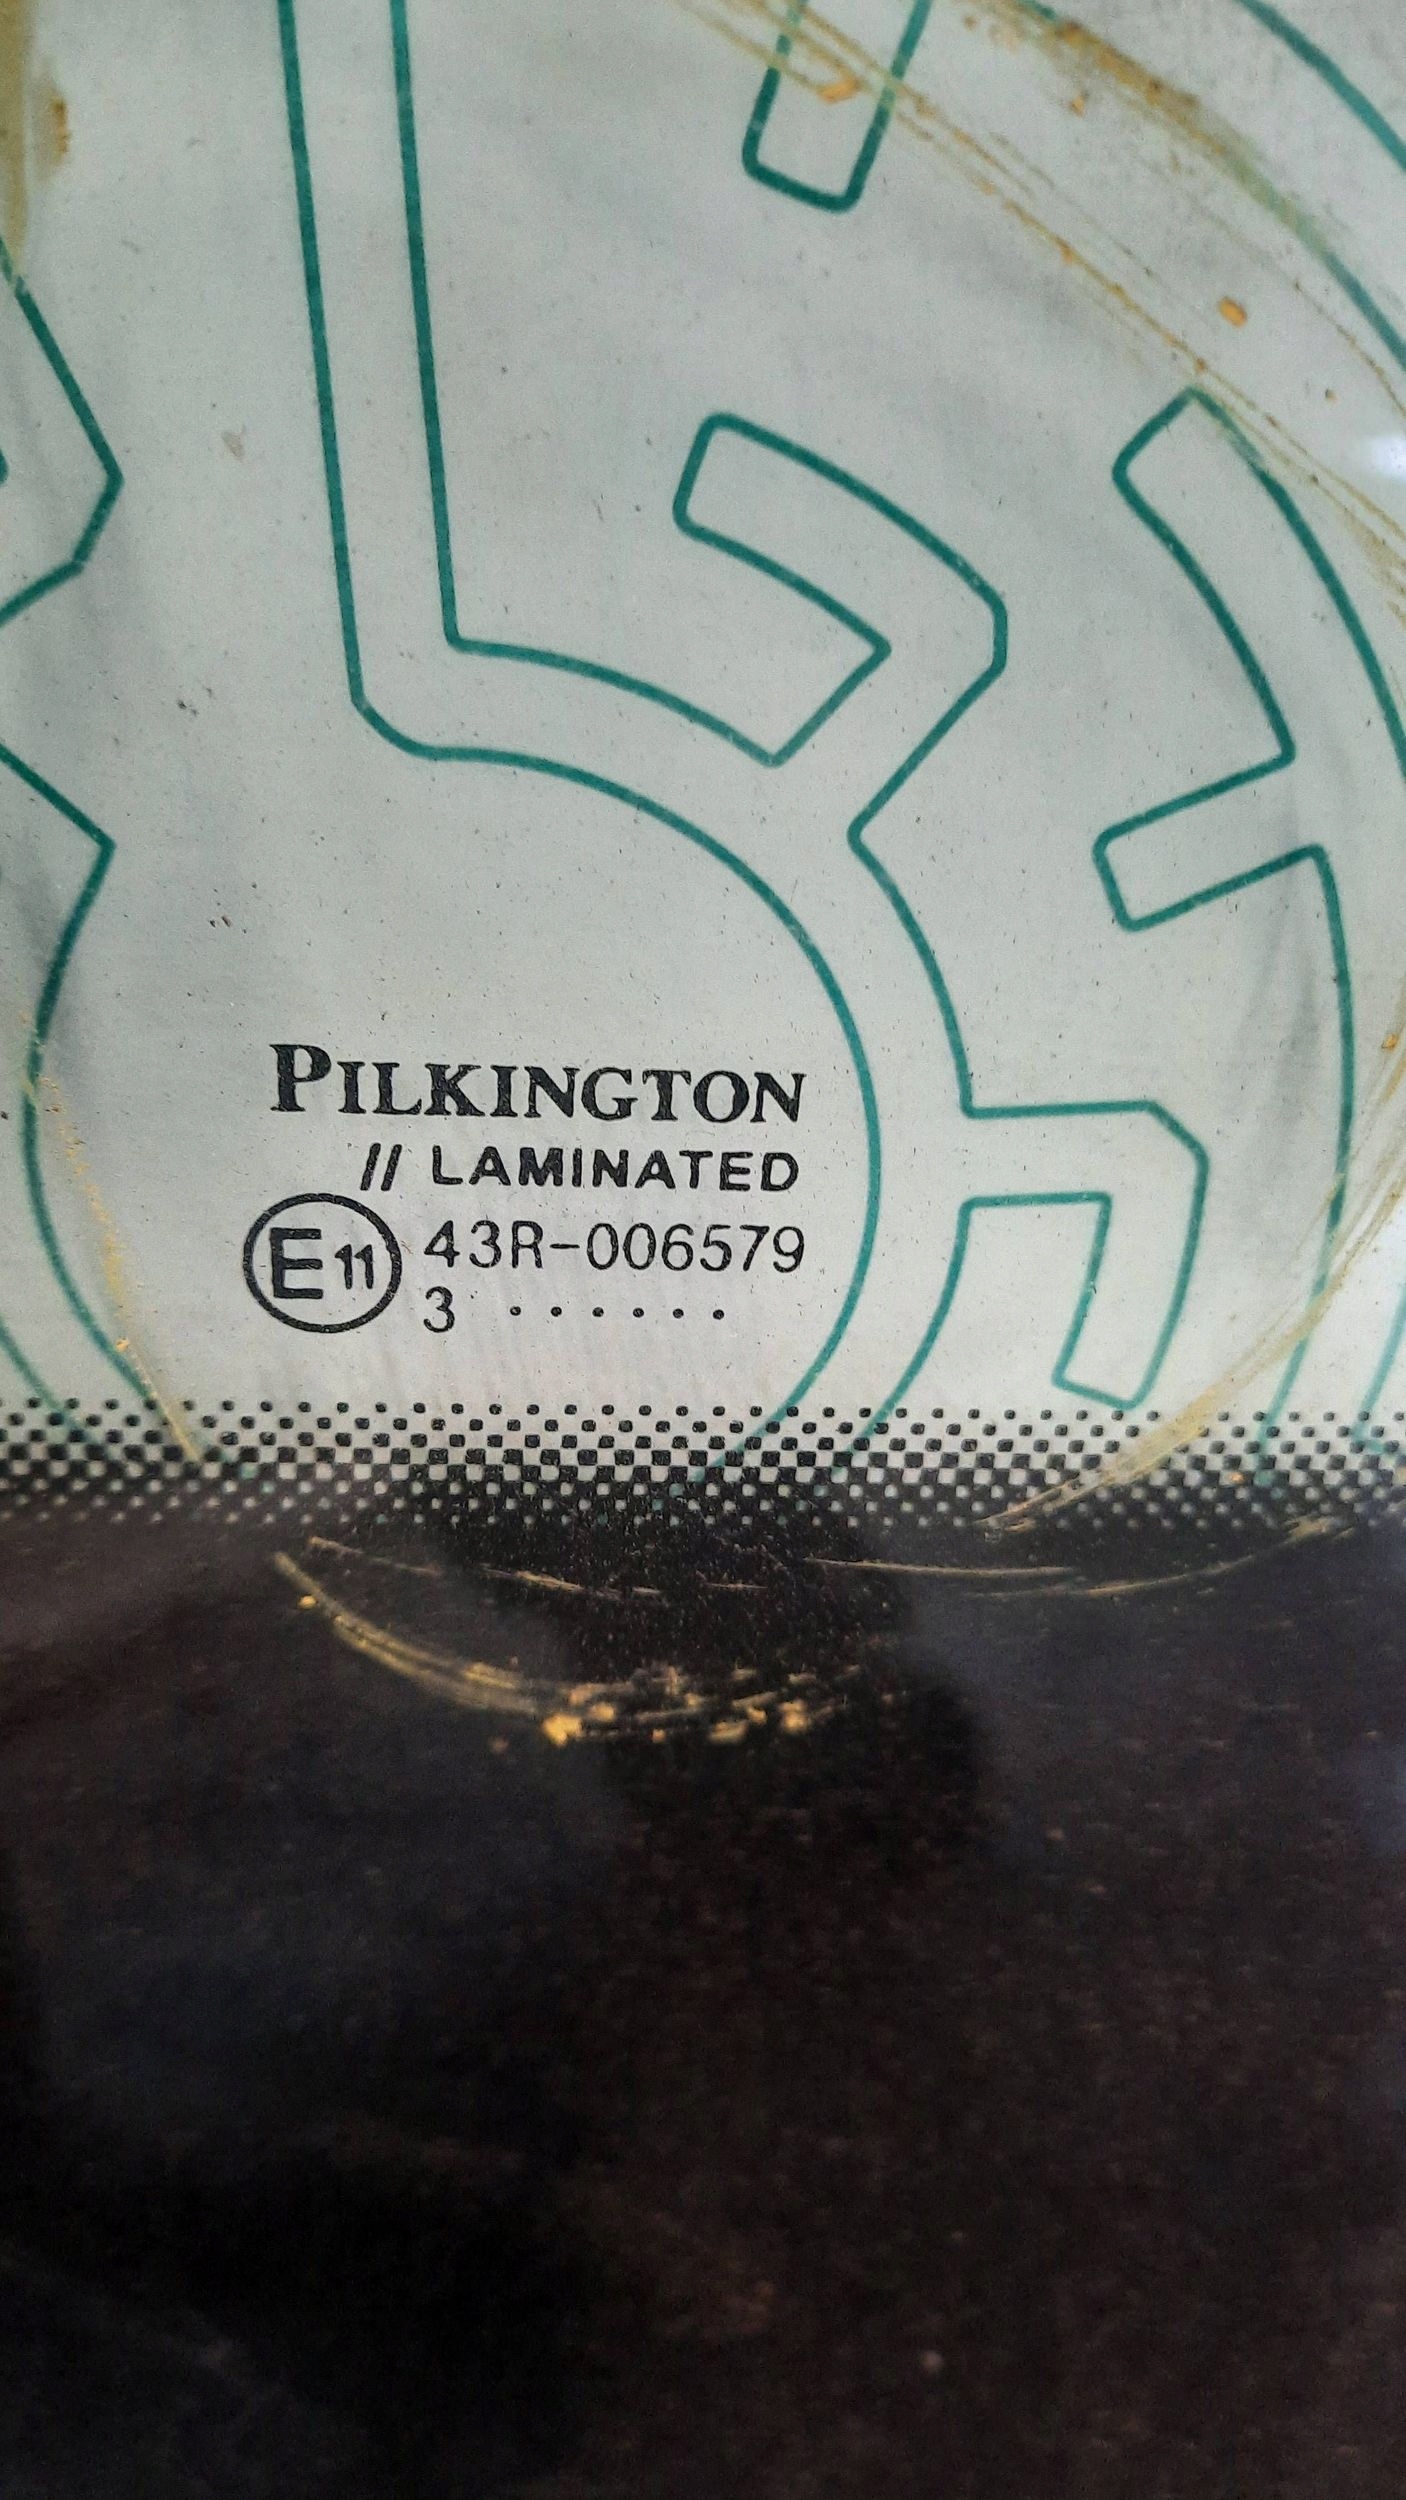 PILKINGTON
// LAMINATED
E11 43R-006579
3 · · · · · ·